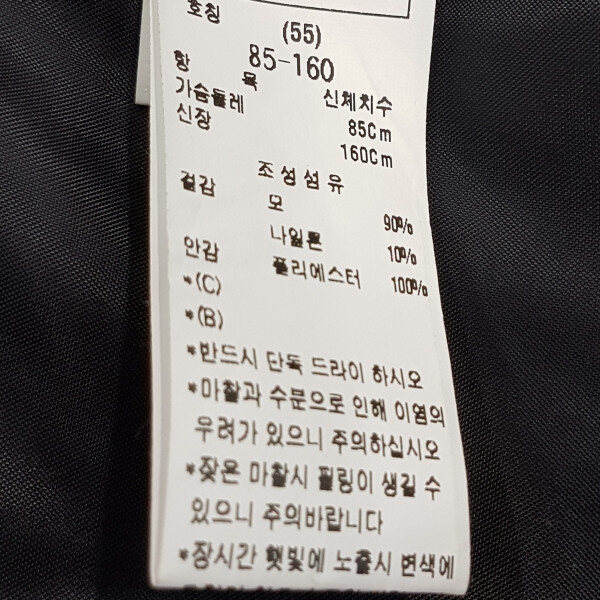 호칭
(55)
85-160
항 목 신체치수
가슴둘레 85Cm
신장 160Cm
조성섬유
겉감 모 90%
나일론 10%
안감 폴리에스터 100%
*(C)
*(B)
*반드시 단독 드라이 하시오
*마찰과 수분으로 인해 이염의
우려가 있으니 주의하십시오
*잦은 마찰시 필링이 생길 수
있으니 주의바랍니다
*장시간 햇빛에 노출시 변색에